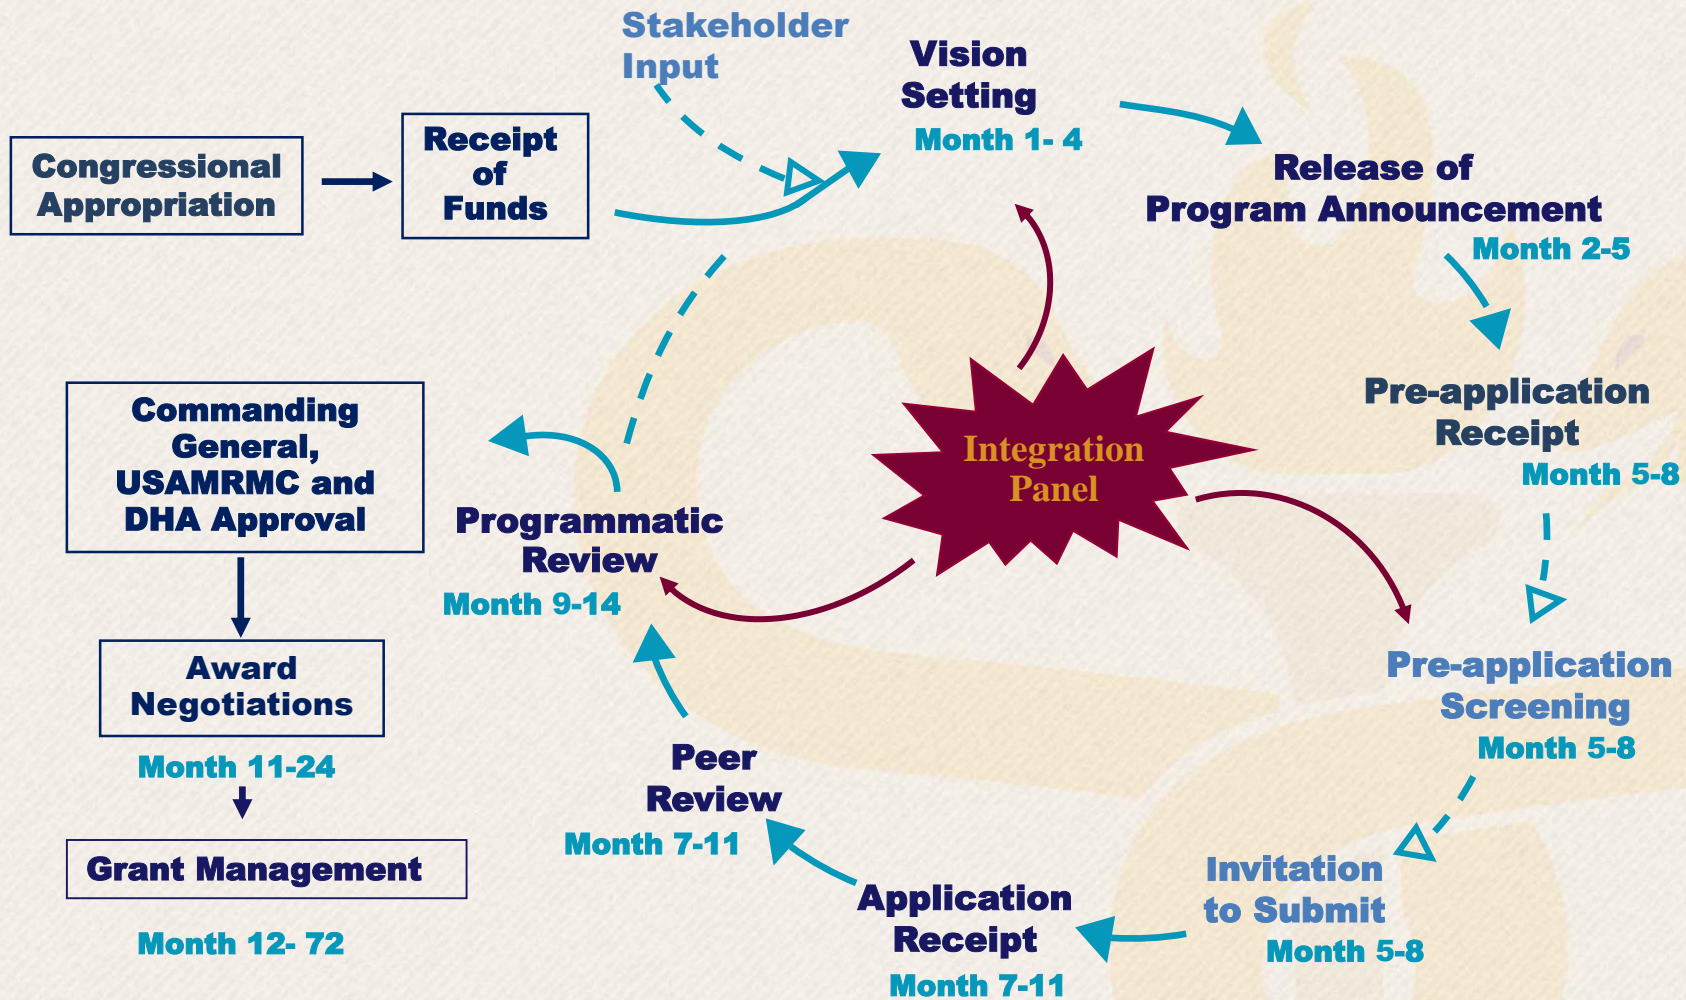 Stakeholder
Input
Vision
Setting
Month 1- 4
Congressional
Appropriation
Receipt
of
Funds
Release of
Program Announcement
Month 2-5
Pre-application
Receipt
Month 5-8
Integration
Panel
Commanding
General,
USAMRMC and
DHA Approval
Programmatic
Review
Month 9-14
Pre-application
Screening
Month 5-8
Award
Negotiations
Month 11-24
Peer
Review
Month 7-11
Invitation
to Submit
Month 5-8
Application
Receipt
Month 7-11
Grant Management
Month 12- 72